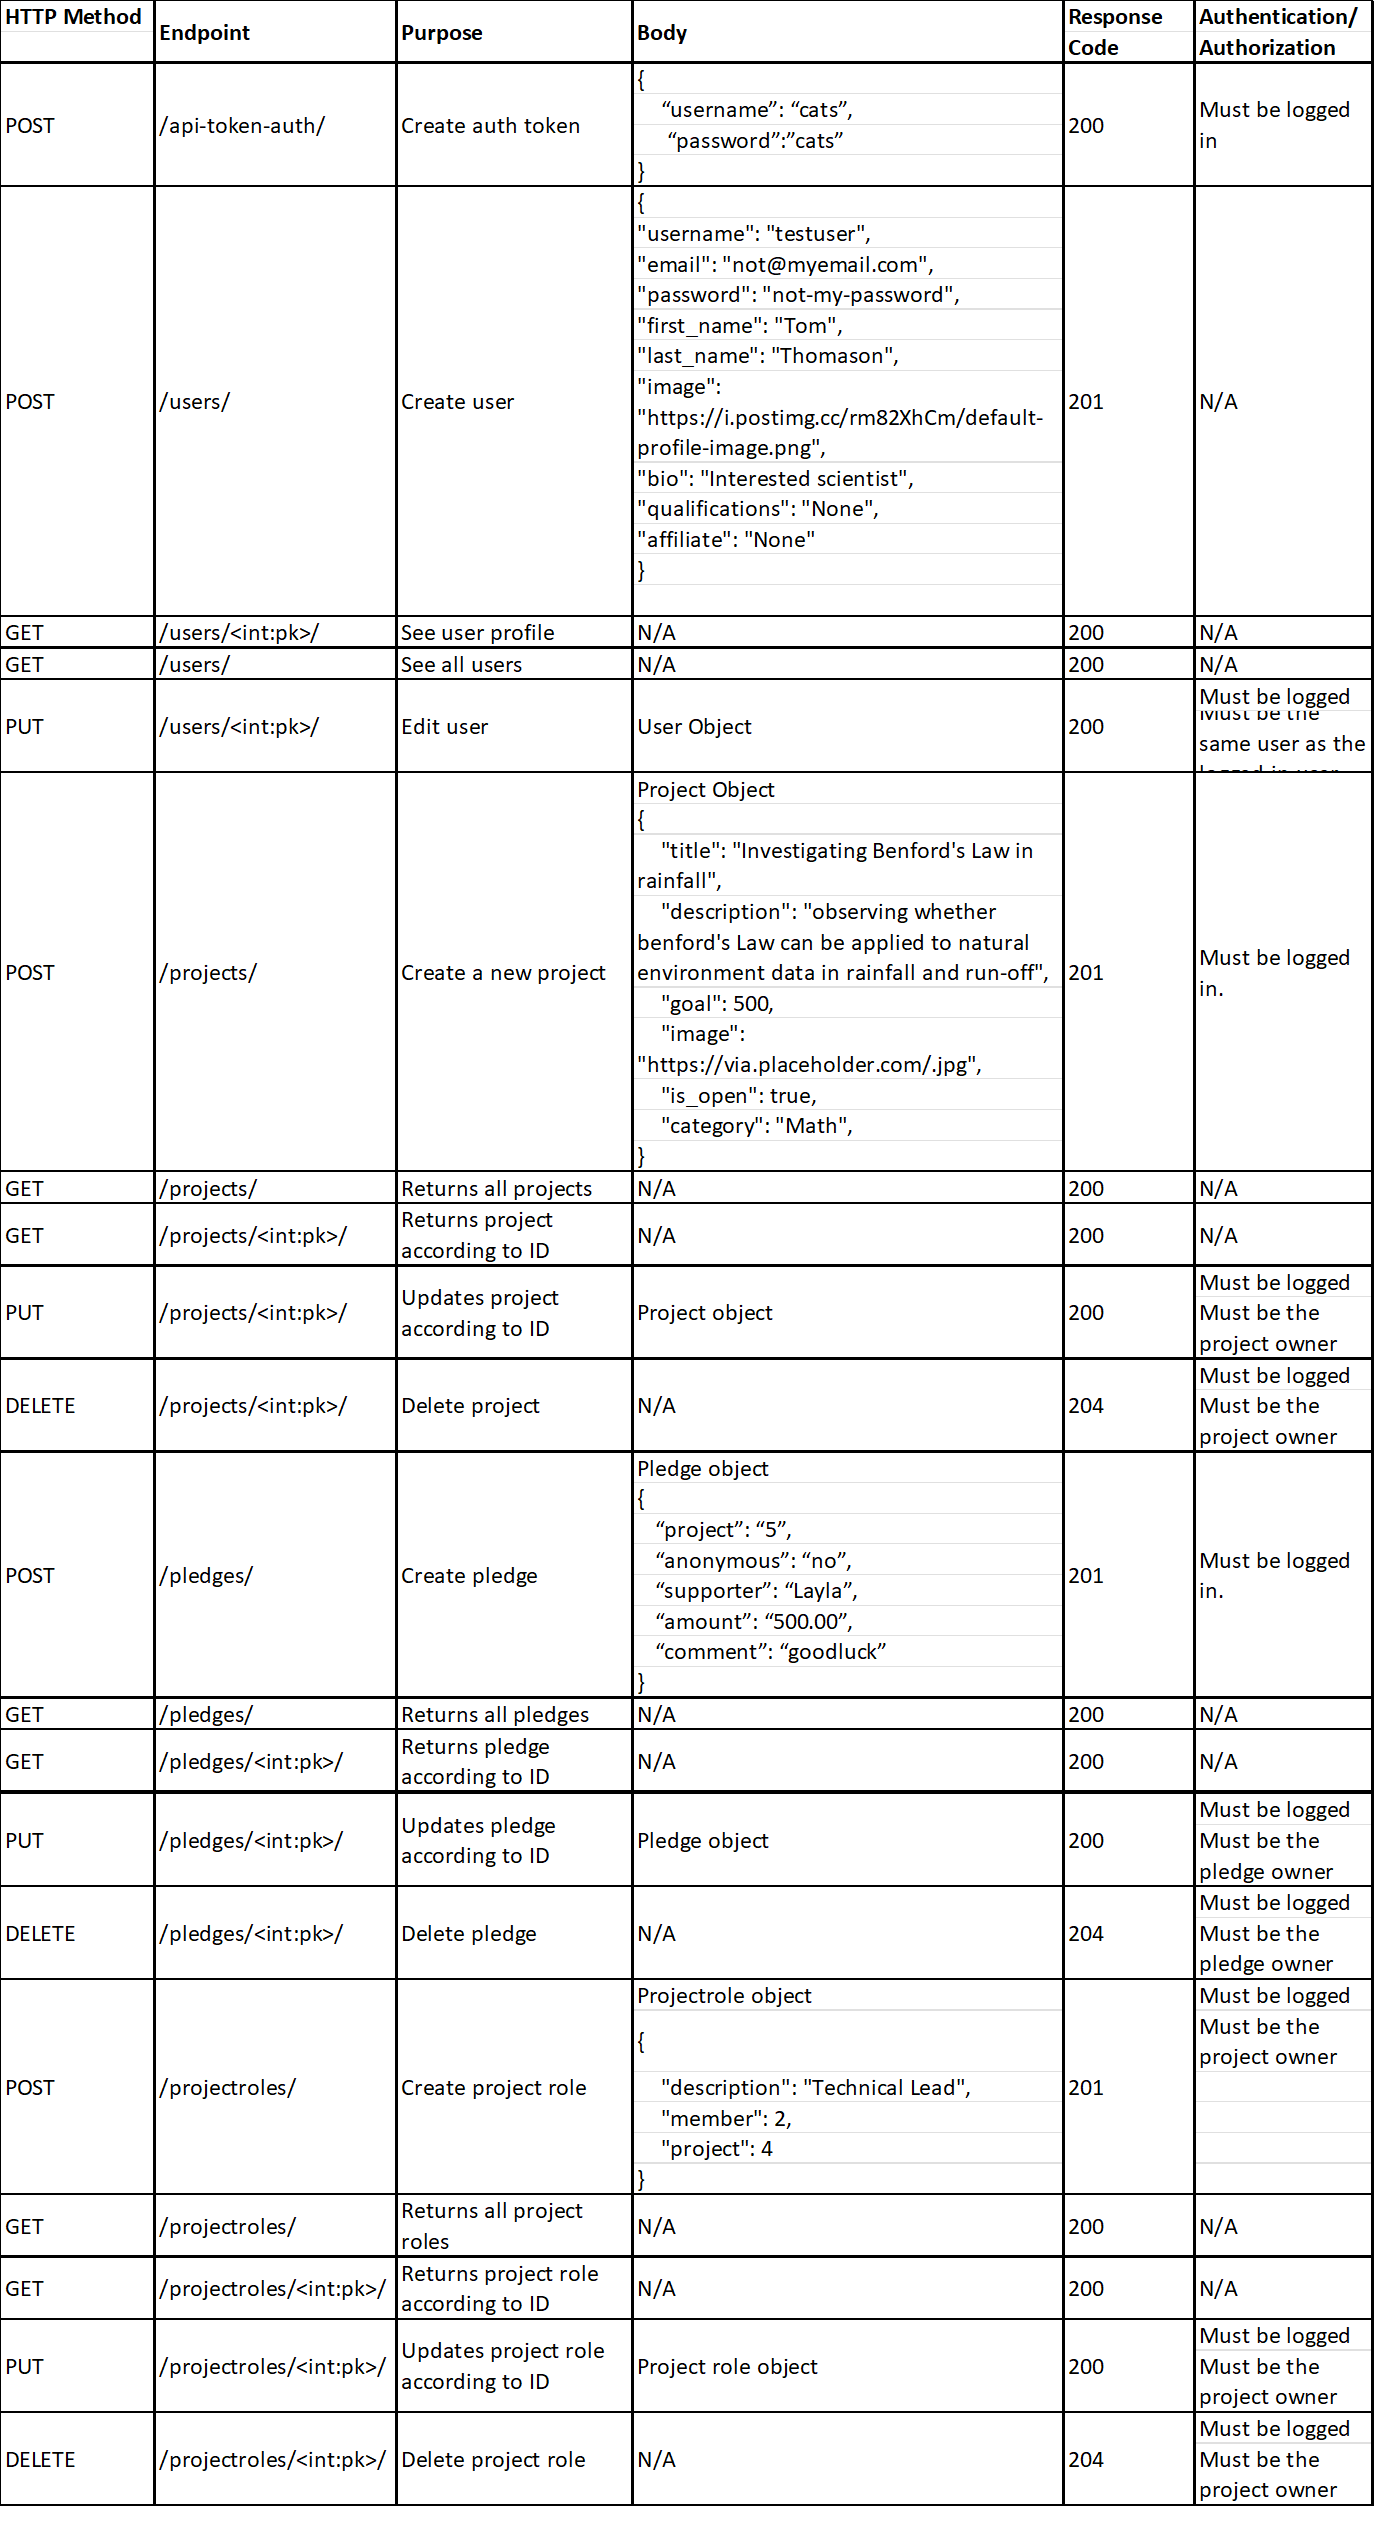 HTTP Method
Endpoint
Purpose
Body
Response
Code
Authentication/
Authorization
POST
/api-token-auth/
Create auth token
{
“username”: “cats”,
“password”:”cats”
}
200
Must be logged
in
POST
/users/
Create user
{
"username": "testuser",
"email": "not@myemail.com",
"password": "not-my-password",
"first_name": "Tom",
"last_name": "Thomason",
"image":
"https://i.postimg.cc/rm82XhCm/default-
profile-image.png",
"bio": "Interested scientist",
"qualifications": "None",
"affiliate": "None"
}
201
N/A
GET
/users/<int:pk>/
See user profile
N/A
200
N/A
GET
/users/
See all users
N/A
200
N/A
PUT
/users/<int:pk>/
Edit user
User Object
200
Must be logged
Must be the
same user as the
logged in user
POST
/projects/
Create a new project
Project Object
{
"title": "Investigating Benford's Law in
rainfall",
"description": "observing whether
benford's Law can be applied to natural
environment data in rainfall and run-off",
"goal": 500,
"image":
"https://via.placeholder.com/.jpg",
"is_open": true,
"category": "Math",
}
201
Must be logged
in.
GET
/projects/
Returns all projects
N/A
200
N/A
GET
/projects/<int:pk>/
Returns project
according to ID
N/A
200
N/A
PUT
/projects/<int:pk>/
Updates project
according to ID
Project object
200
Must be logged
Must be the
project owner
DELETE
/projects/<int:pk>/
Delete project
N/A
204
Must be logged
Must be the
project owner
POST
/pledges/
Create pledge
Pledge object
{
“project”: “5”,
“anonymous”: “no”,
“supporter”: “Layla”,
“amount”: “500.00”,
“comment”: “goodluck”
}
201
Must be logged
in.
GET
/pledges/
Returns all pledges
N/A
200
N/A
GET
/pledges/<int:pk>/
Returns pledge
according to ID
N/A
200
N/A
PUT
/pledges/<int:pk>/
Updates pledge
according to ID
Pledge object
200
Must be logged
Must be the
pledge owner
DELETE
/pledges/<int:pk>/
Delete pledge
N/A
204
Must be logged
Must be the
pledge owner
POST
/projectroles/
Create project role
Projectrole object
{
"description": "Technical Lead",
"member": 2,
"project": 4
}
201
Must be logged
Must be the
project owner
GET
/projectroles/
Returns all project
roles
N/A
200
N/A
GET
/projectroles/<int:pk>/
Returns project role
according to ID
N/A
200
N/A
PUT
/projectroles/<int:pk>/
Updates project role
according to ID
Project role object
200
Must be logged
Must be the
project owner
DELETE
/projectroles/<int:pk>/
Delete project role
N/A
204
Must be logged
Must be the
project owner